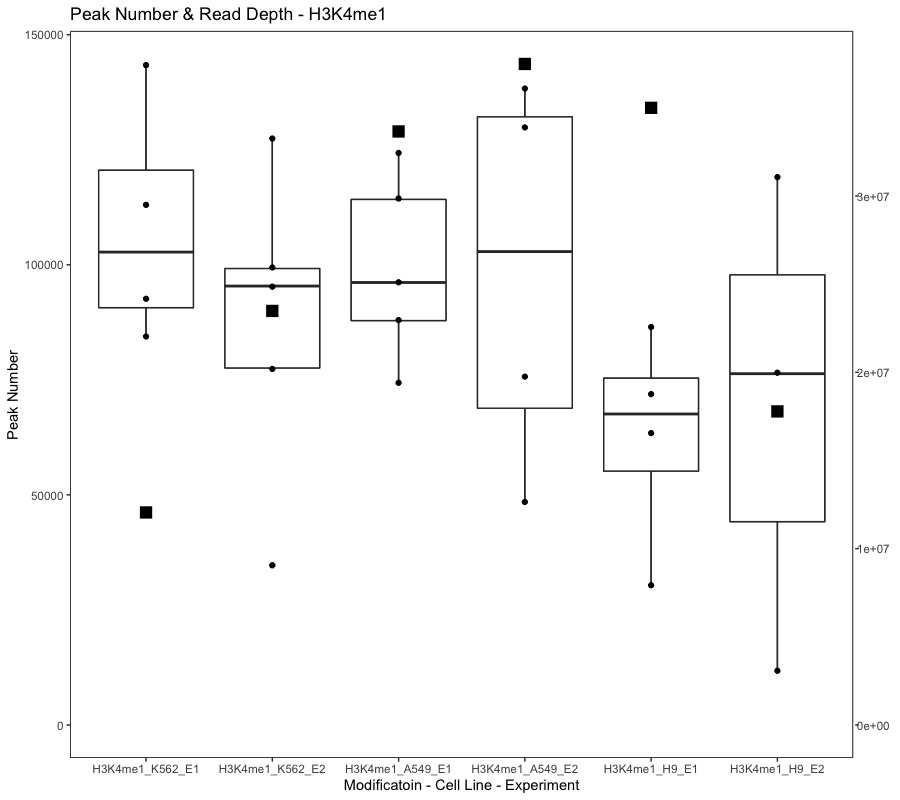 Peak Number & Read Depth - H3K4me1
150000
100000
50000
0
Peak Number
3e+07
2e+07
1e+07
0e+00
H3K4me1_K562_E1 H3K4me1_K562_E2 H3K4me1_A549_E1 H3K4me1_A549_E2 H3K4me1_H9_E1 H3K4me1_H9_E2
Modificatoin - Cell Line - Experiment